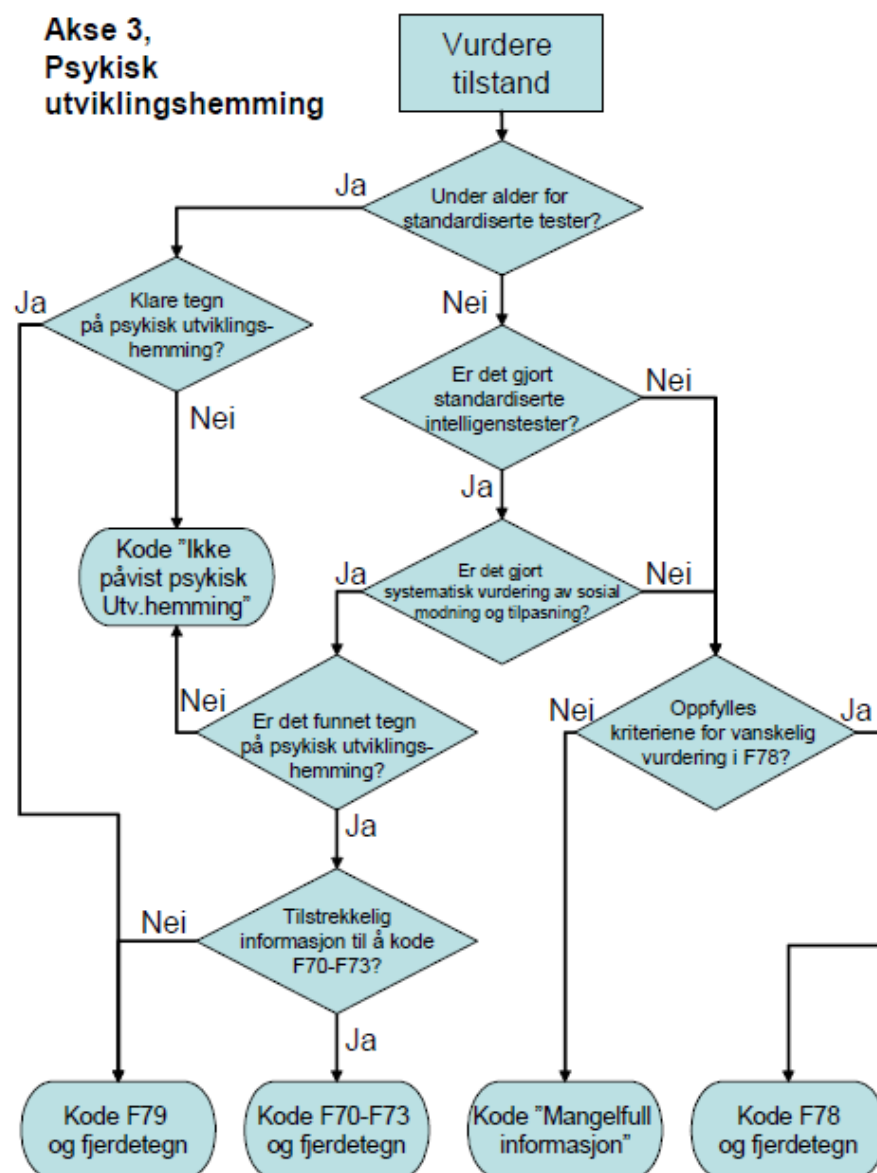 Akse 3,
Psykisk
utviklingshemming
Vurdere
tilstand
Ja
Under alder for
standardiserte tester?
Ja
Klare tegn
på psykisk utviklings-
hemming?
Nei
Er det gjort
standardiserte
intelligenstester?
Nei
Nei
Ja
Kode "Ikke
påvist psykisk
Utv.hemming"
Ja
Er det gjort
systematisk vurdering av sosial
modning og tilpasning?
Nei
Nei
Er det funnet tegn
på psykisk utviklings-
hemming?
Nei
Oppfylles
kriteriene for vanskelig
vurdering i F78?
Ja
Ja
Nei
Tilstrekkelig
informasjon til å kode
F70-F73?
Ja
Kode F79
og fjerdetegn
Kode F70-F73
og fjerdetegn
Kode "Mangelfull
informasjon"
Kode F78
og fjerdetegn